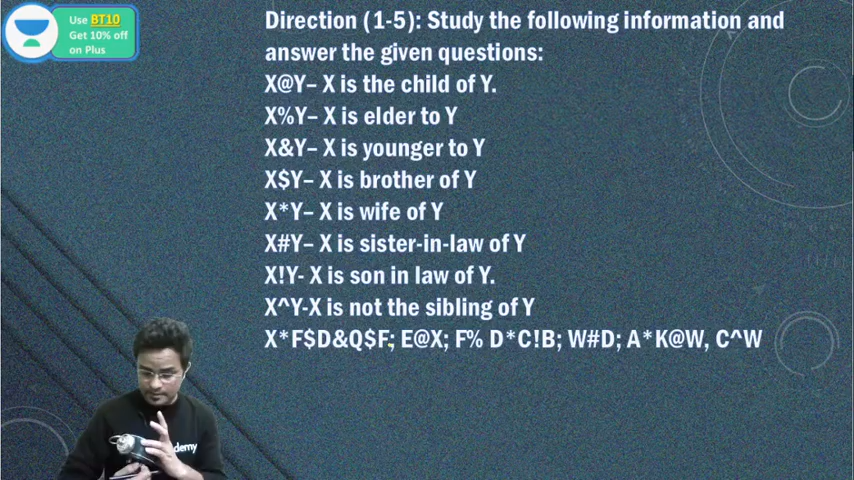 Use BT10
Get 10% off
on Plus
Direction (1-5): Study the following information and
answer the given questions:
X@Y– X is the child of Y.
X%Y– X is elder to Y
X&Y– X is younger to Y
X$Y– X is brother of Y
X*Y– X is wife of Y
X#Y– X is sister-in-law of Y
X!Y- X is son in law of Y.
X^Y-X is not the sibling of Y
X*F$D&Q$F; E@X; F% D*C!B; W#D; A*K@W, C^W
demy